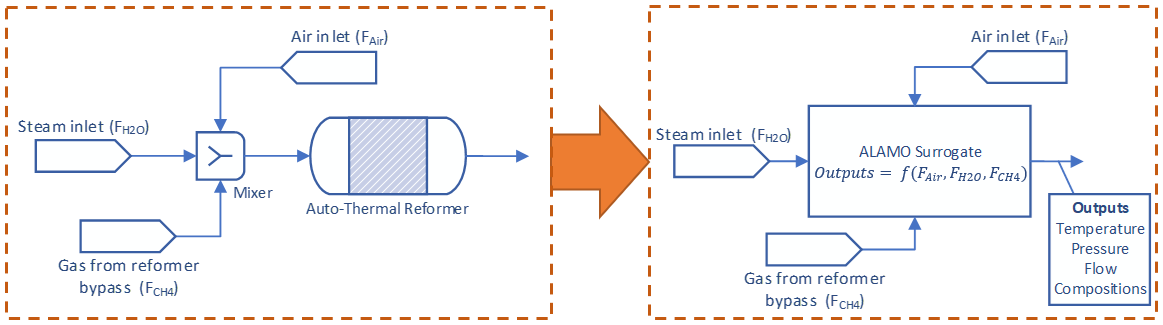 Air inlet (F_Air)
Steam inlet (F_H2O)
Mixer
Auto-Thermal Reformer
Gas from reformer
bypass (F_CH4)
Air inlet (F_Air)
Steam inlet (F_H2O)
ALAMO Surrogate
Outputs = f(F_Air, F_H2O, F_CH4)
Gas from reformer
bypass (F_CH4)
Outputs
Temperature
Pressure
Flow
Compositions